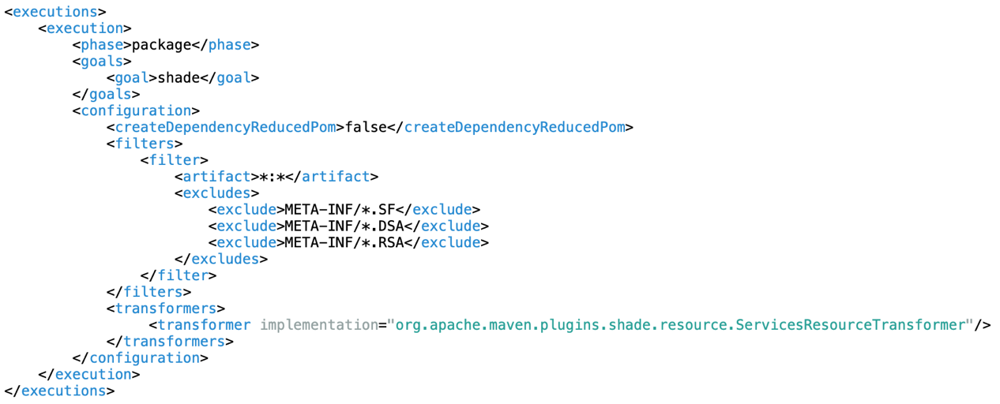 <executions>
    <execution>
        <phase>package</phase>
        <goals>
            <goal>shade</goal>
        </goals>
        <configuration>
            <createDependencyReducedPom>false</createDependencyReducedPom>
            <filters>
                <filter>
                    <artifact>*:*</artifact>
                    <excludes>
                        <exclude>META-INF/*.SF</exclude>
                        <exclude>META-INF/*.DSA</exclude>
                        <exclude>META-INF/*.RSA</exclude>
                    </excludes>
                </filter>
            </filters>
            <transformers>
                 <transformer implementation="org.apache.maven.plugins.shade.resource.ServicesResourceTransformer"/>
            </transformers>
        </configuration>
    </execution>
</executions>